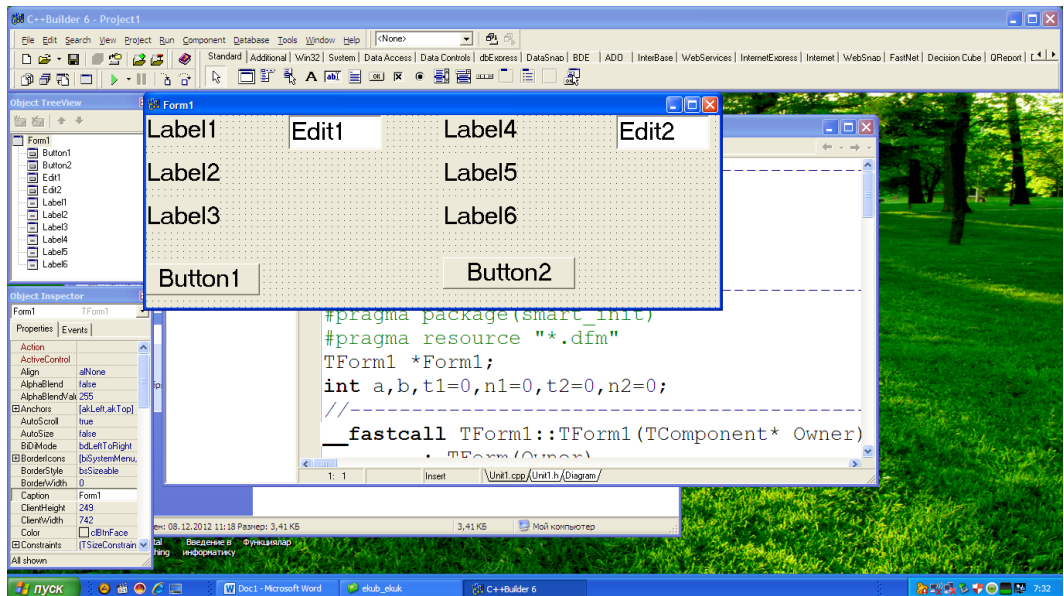 C++Builder 6 - Project1
File Edit Search View Project Run Component Database Tools Window Help <None>
Standard Additional Win32 System Data Access Data Controls dbExpress DataSnap BDE ADO InterBase WebServices InternetExpress Internet WebSnap FastNet Decision Cube QReport
Object TreeView
Form1
Button1
Button2
Edit1
Edit2
Label1
Label2
Label3
Label4
Label5
Label6
Form1
Label1 Edit1 Label4 Edit2
Label2 Label5
Label3 Label6
Button1 Button2
Object Inspector
Form1 TForm1
Properties Events
Action
ActiveControl
Align alNone
AlphaBlend false
AlphaBlendVal 255
Anchors [akLeft,akTop]
AutoScroll true
AutoSize false
BiDiMode bdLeftToRight
BorderIcons [biSystemMenu,
BorderStyle bsSizeable
BorderWidth 0
Caption Form1
ClientHeight 249
ClientWidth 742
Color clBtnFace
Constraints (TSizeConstrain
All shown
#pragma package(smart_init)
#pragma resource "*.dfm"
TForm1 *Form1;
int a,b,t1=0,n1=0,t2=0,n2=0;
//------------------------------------------
__fastcall TForm1::TForm1(TComponent* Owner)
: TForm(Owner)
1: 1 Insert Unit1.cpp Unit1.h Diagram
ен: 08.12.2012 11:18 Размер: 3,41 КБ 3,41 КБ Мой компьютер
Введение в Функциялар
hing информатику
пуск Doc1 - Microsoft Word ekub_ekuk C++Builder 6 7:32